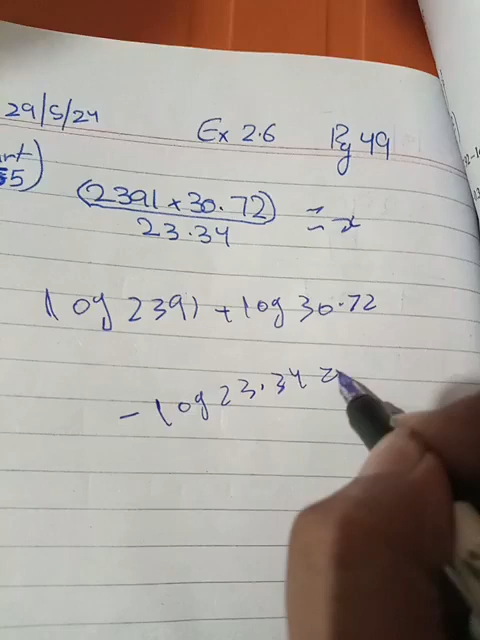 29/5/24
Ex 2.6 Pg 49
(2391 x 30.72)
23.34
= x
log 2391 + log 30.72
- log 23.34 =